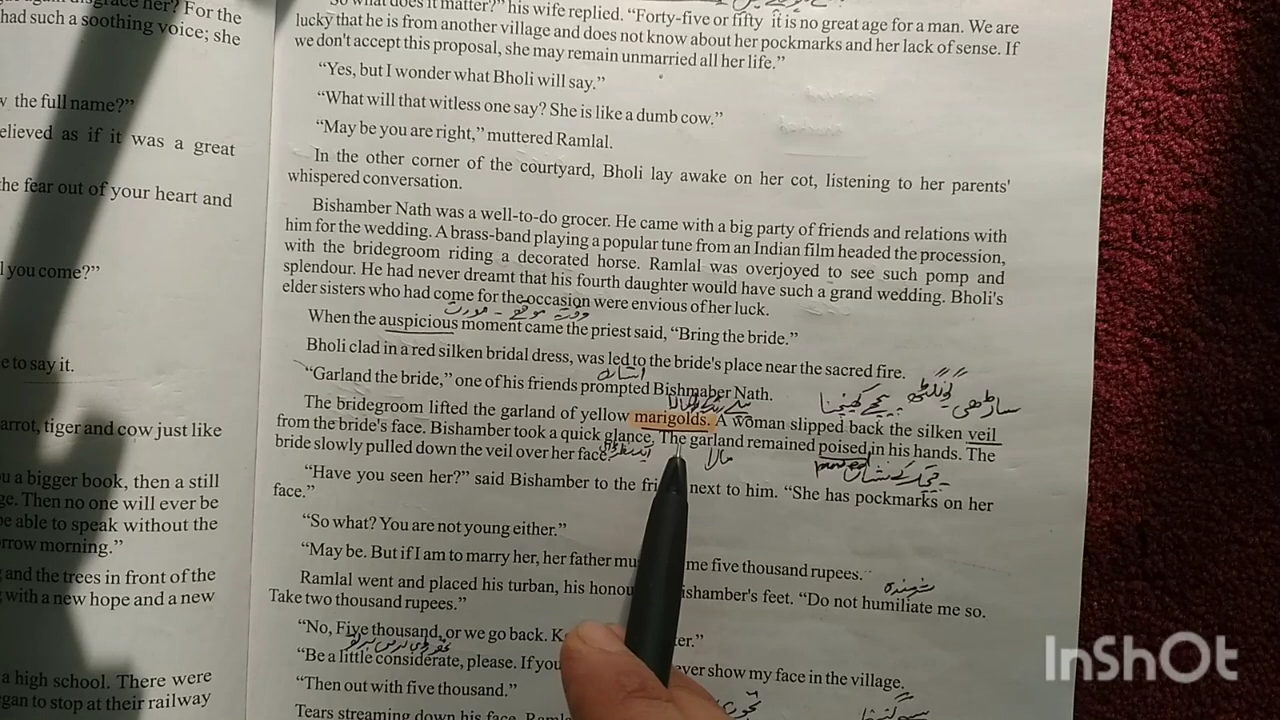 her? For the
had such a soothing voice; she
the full name?"
elieved as if it was a great
the fear out of your heart and
l you come?"
e to say it.
arrot, tiger and cow just like
u a bigger book, then a still
ge. Then no one will ever be
be able to speak without the
rrow morning."
and the trees in front of the
with a new hope and a new
a high school. There were
gan to stop at their railway
"So what does it matter?" his wife replied. "Forty-five or fifty it is no great age for a man. We are
lucky that he is from another village and does not know about her pockmarks and her lack of sense. If
we don't accept this proposal, she may remain unmarried all her life."
"Yes, but I wonder what Bholi will say."
"What will that witless one say? She is like a dumb cow."
"May be you are right," muttered Ramlal.
In the other corner of the courtyard, Bholi lay awake on her cot, listening to her parents'
whispered conversation.
Bishamber Nath was a well-to-do grocer. He came with a big party of friends and relations with
him for the wedding. A brass-band playing a popular tune from an Indian film headed the procession,
with the bridegroom riding a decorated horse. Ramlal was overjoyed to see such pomp and
splendour. He had never dreamt that his fourth daughter would have such a grand wedding. Bholi's
elder sisters who had come for the occasion were envious of her luck.
When the auspicious moment came the priest said, "Bring the bride."
Bholi clad in a red silken bridal dress, was led to the bride's place near the sacred fire.
"Garland the bride," one of his friends prompted Bishmaber Nath.
ساڑھی گھونگھٹ پیچھے کھینچنا
The bridegroom lifted the garland of yellow marigolds. A woman slipped back the silken veil
from the bride's face. Bishamber took a quick glance. The garland remained poised in his hands. The
bride slowly pulled down the veil over her face.
مالا
"Have you seen her?" said Bishamber to the fri next to him. "She has pockmarks on her
face."
"So what? You are not young either."
"May be. But if I am to marry her, her father mu me five thousand rupees."
شرمندہ
Ramlal went and placed his turban, his honou ishamber's feet. "Do not humiliate me so.
Take two thousand rupees."
"No, Five thousand, or we go back. K ter."
"Be a little considerate, please. If you ever show my face in the village.
"Then out with five thousand."
Tears streaming down his face, Ramla
InShOt